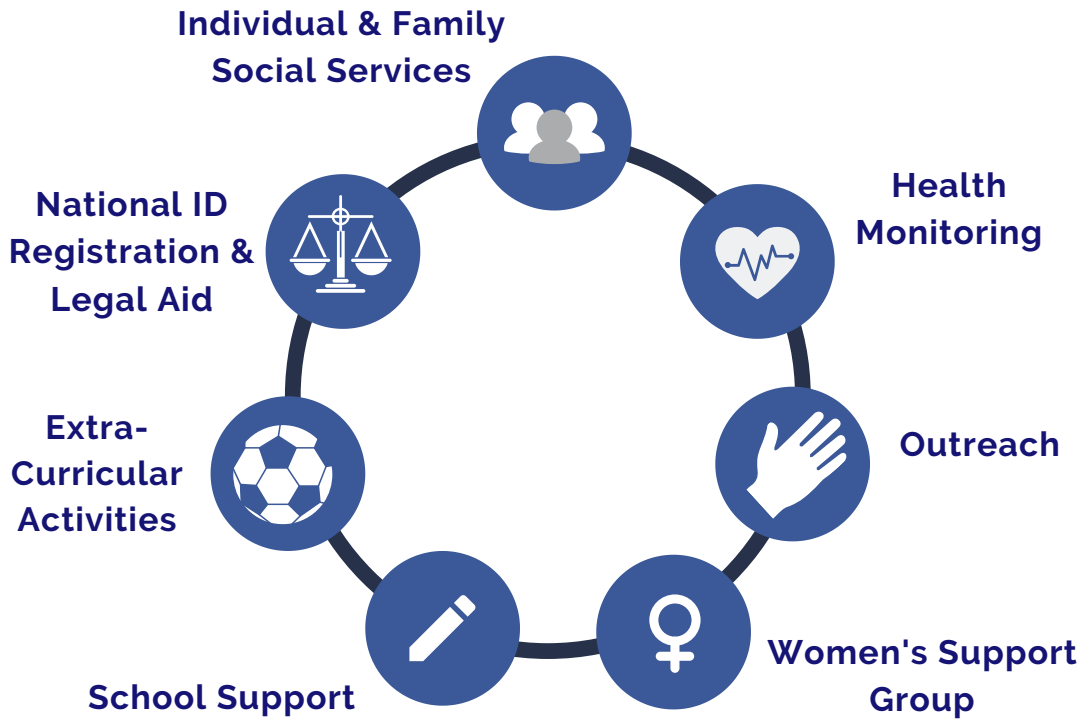 Individual & Family
Social Services
Health
Monitoring
Outreach
Women's Support
Group
School Support
Extra-
Curricular
Activities
National ID
Registration &
Legal Aid